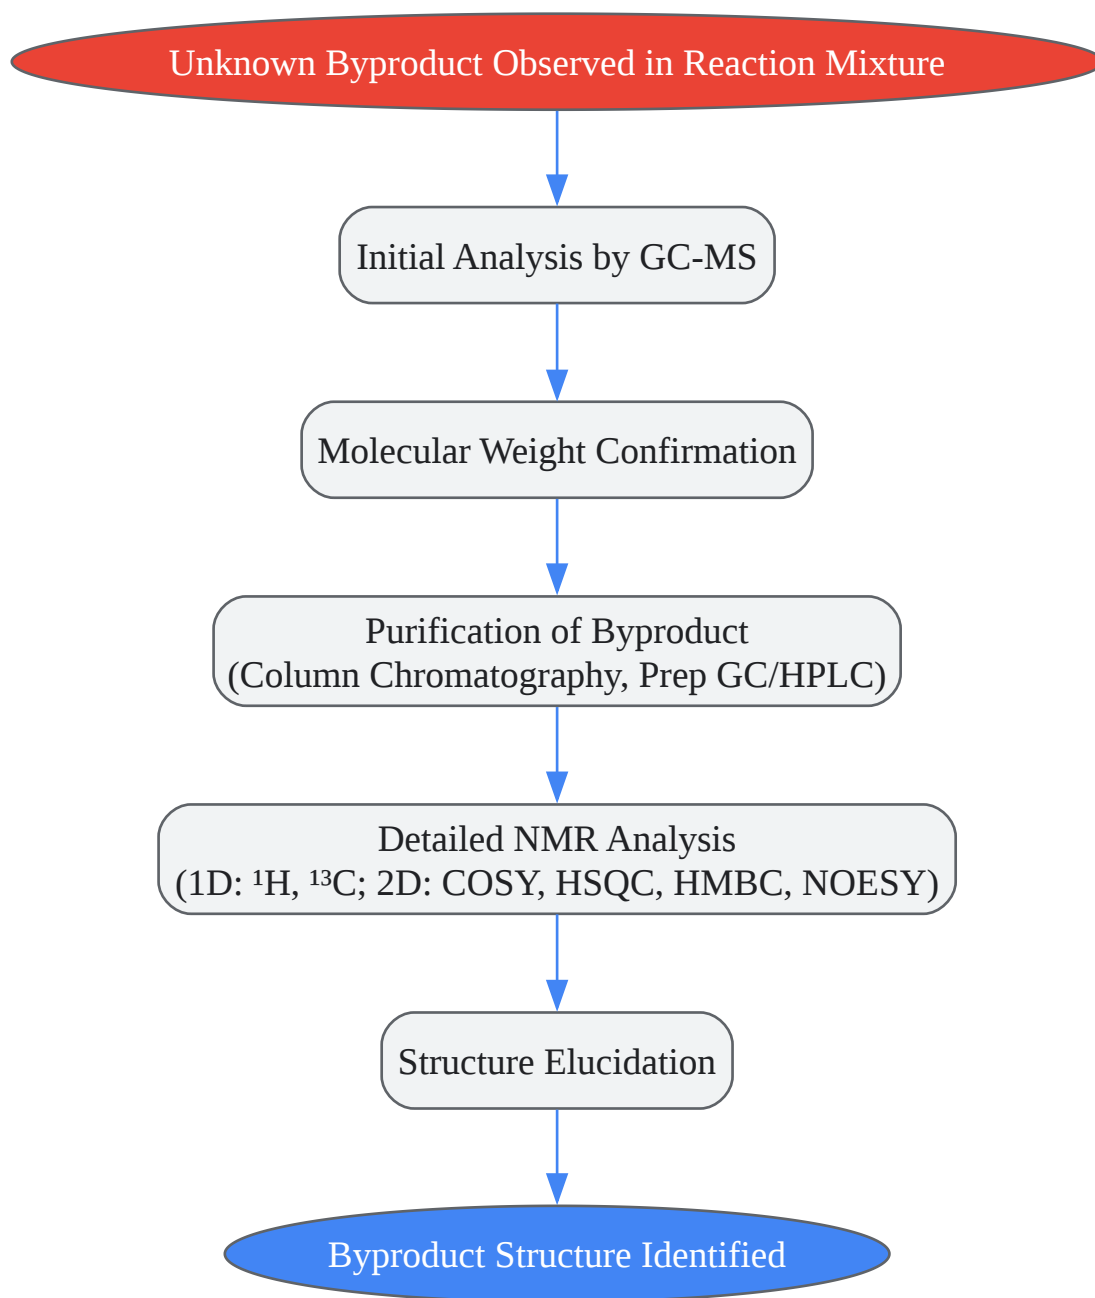 Unknown Byproduct Observed in Reaction Mixture
Initial Analysis by GC-MS
Molecular Weight Confirmation
Purification of Byproduct
(Column Chromatography, Prep GC/HPLC)
Detailed NMR Analysis
(1D: ¹H, ¹³C; 2D: COSY, HSQC, HMBC, NOESY)
Structure Elucidation
Byproduct Structure Identified